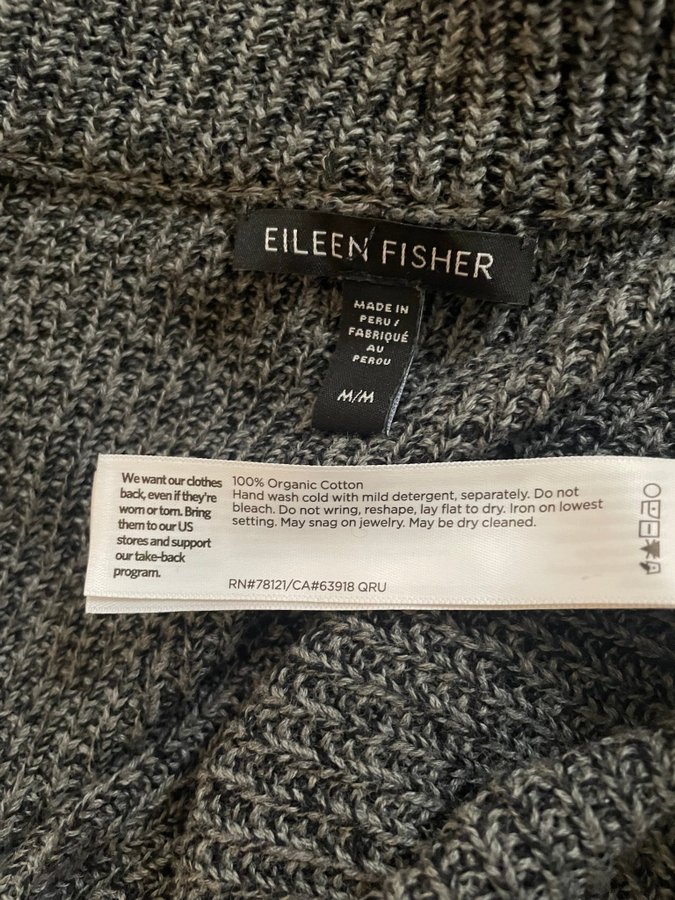 EILEEN FISHER
MADE IN
PERU /
FABRIQUÉ
AU
PEROU
M/M
We want our clothes
back, even if they're
worn or torn. Bring
them to our US
stores and support
our take-back
program.
100% Organic Cotton
Hand wash cold with mild detergent, separately. Do not
bleach. Do not wring, reshape, lay flat to dry. Iron on lowest
setting. May snag on jewelry. May be dry cleaned.
RN#78121/CA#63918 QRU